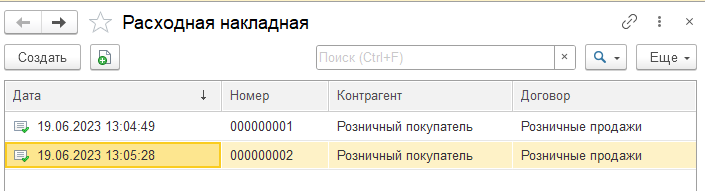 Расходная накладная
Создать Поиск (Ctrl+F) × Еще
Дата ↓ Номер Контрагент Договор
19.06.2023 13:04:49 000000001 Розничный покупатель Розничные продажи
19.06.2023 13:05:28 000000002 Розничный покупатель Розничные продажи